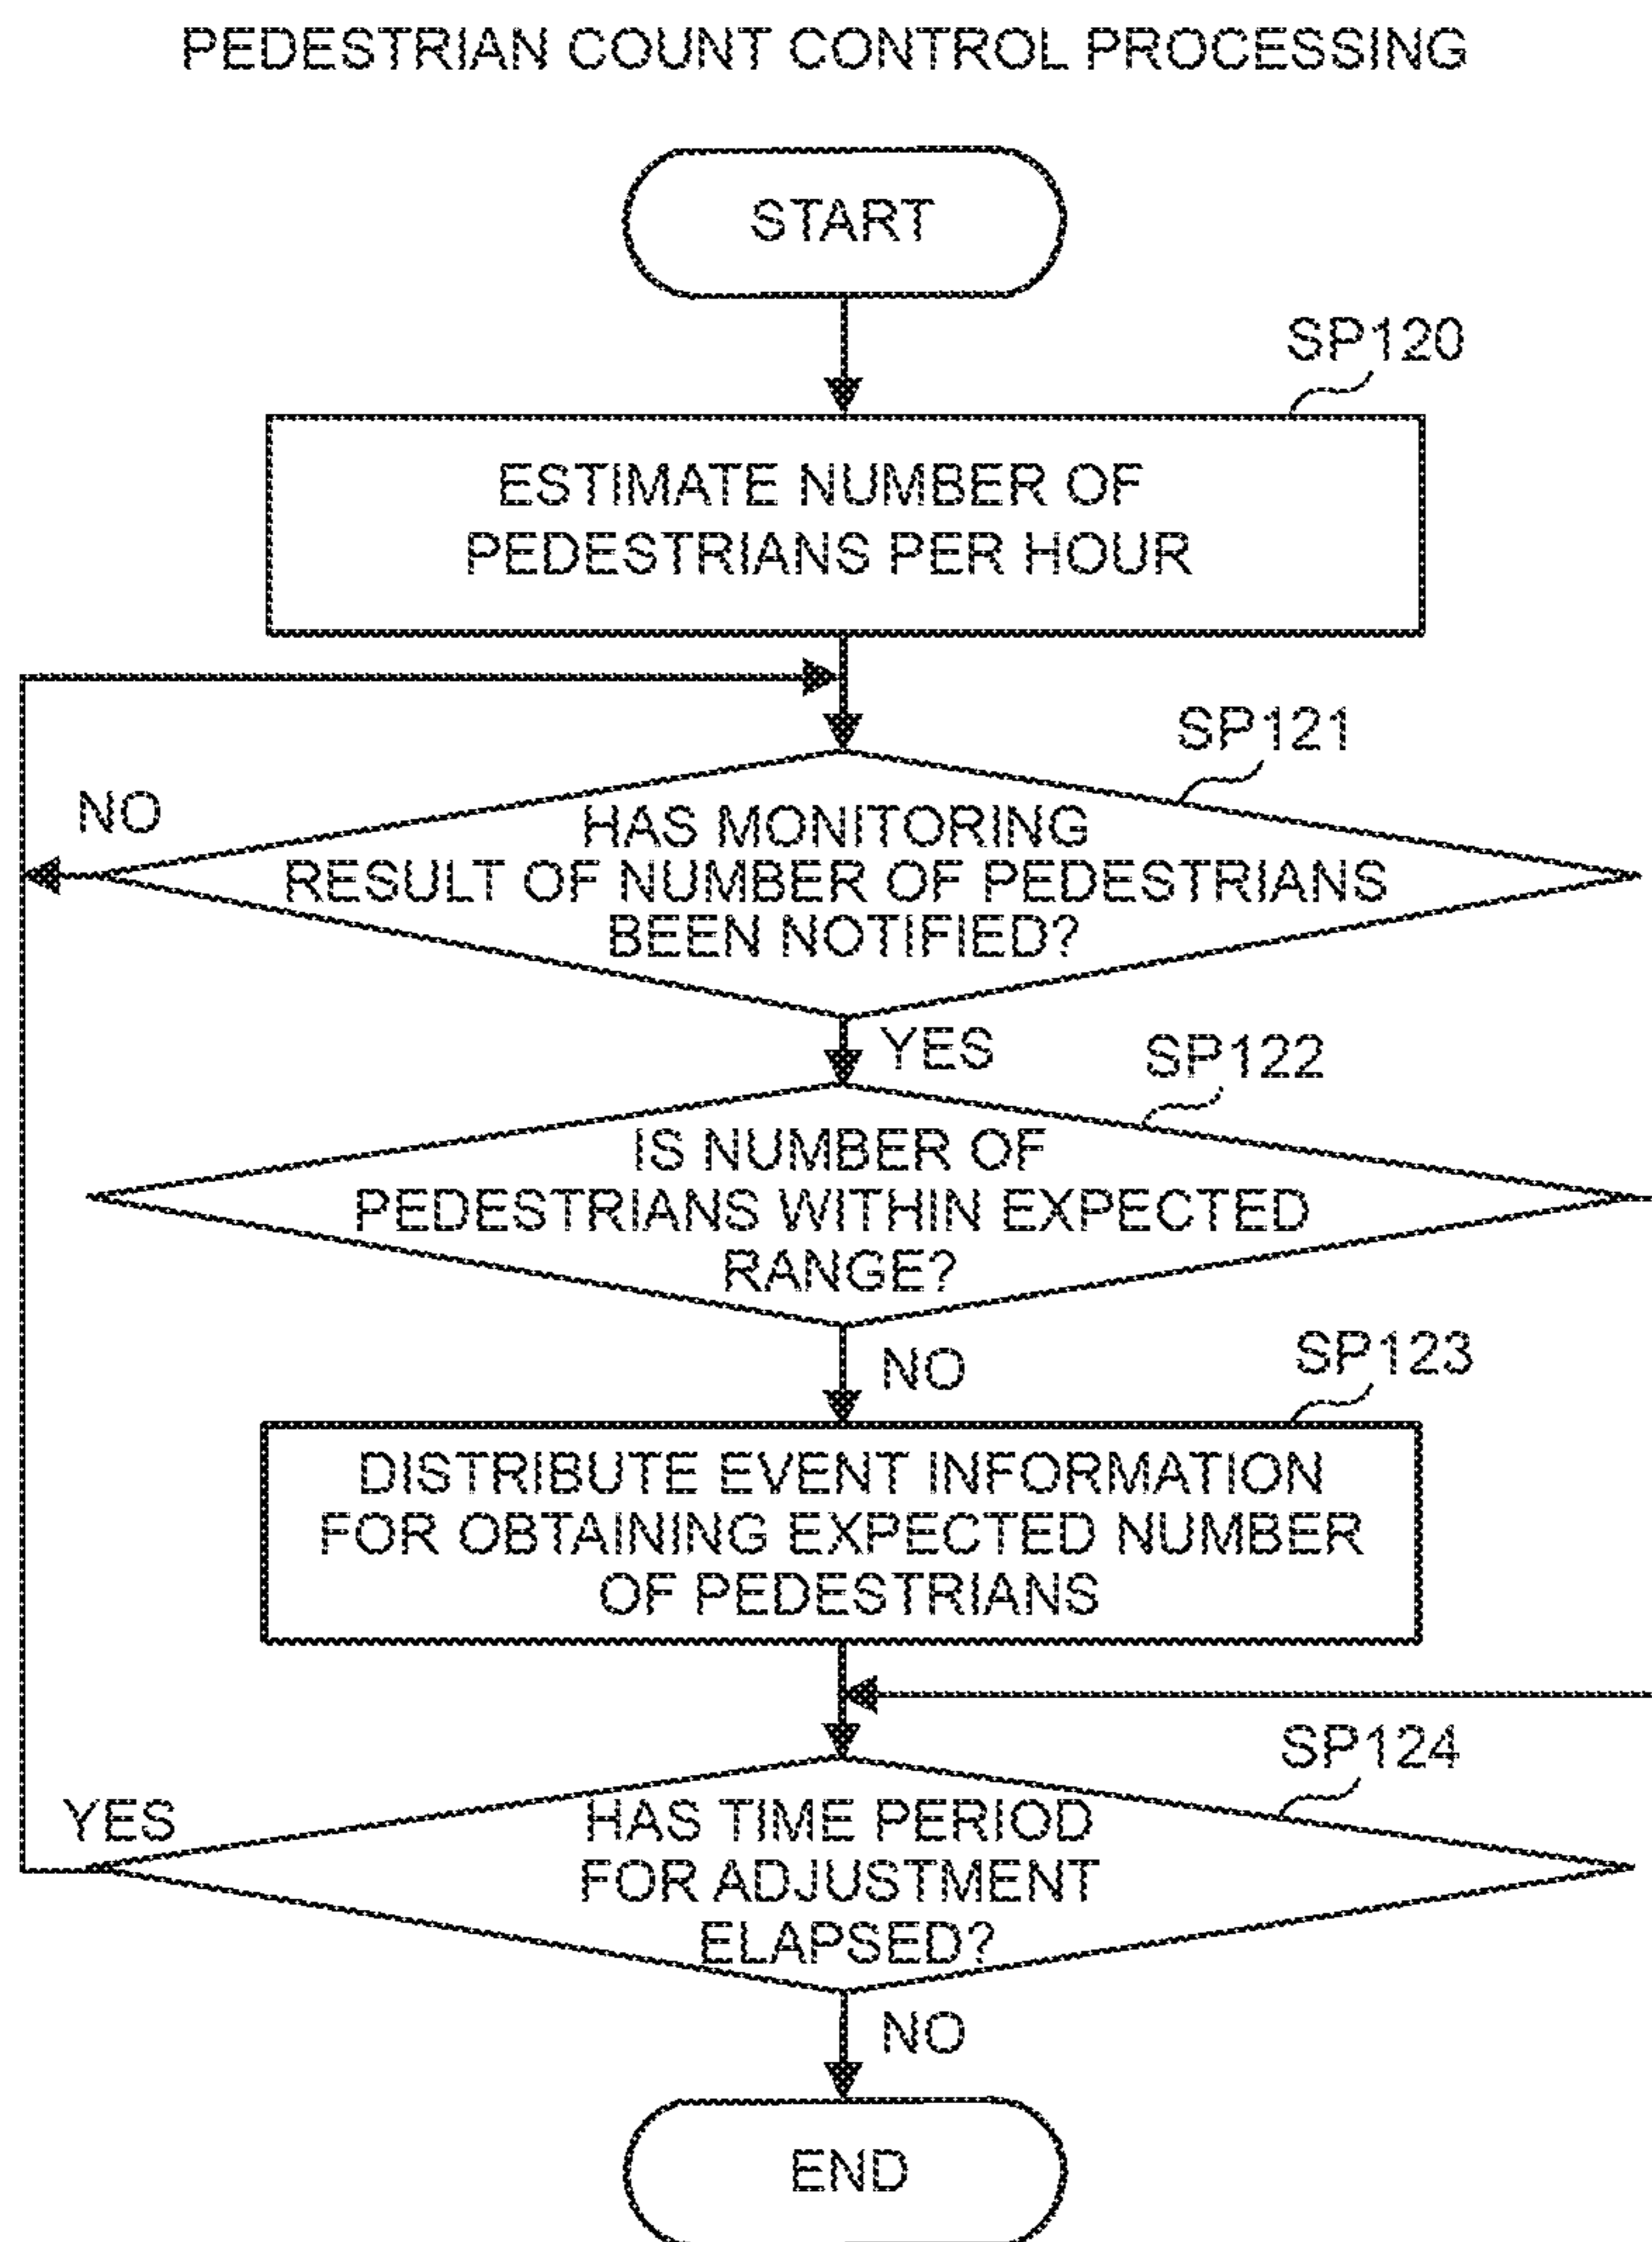 PEDESTRIAN COUNT CONTROL PROCESSING
START
SP120
ESTIMATE NUMBER OF
PEDESTRIANS PER HOUR
SP121
NO
HAS MONITORING
RESULT OF NUMBER OF PEDESTRIANS
BEEN NOTIFIED?
YES
SP122
IS NUMBER OF
PEDESTRIANS WITHIN EXPECTED
RANGE?
NO
SP123
DISTRIBUTE EVENT INFORMATION
FOR OBTAINING EXPECTED NUMBER
OF PEDESTRIANS
SP124
YES
HAS TIME PERIOD
FOR ADJUSTMENT
ELAPSED?
NO
END